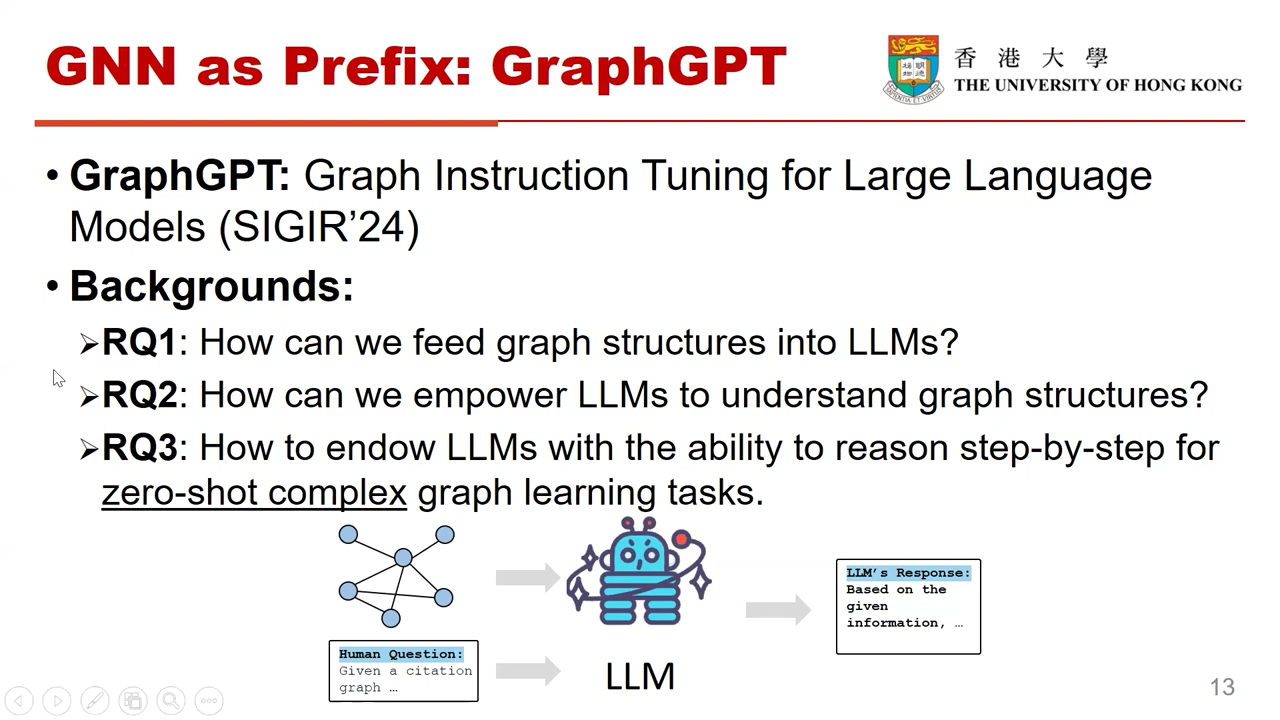 GNN as Prefix: GraphGPT
香港大學
THE UNIVERSITY OF HONG KONG
• GraphGPT: Graph Instruction Tuning for Large Language
Models (SIGIR’24)
• Backgrounds:
➢RQ1: How can we feed graph structures into LLMs?
➢RQ2: How can we empower LLMs to understand graph structures?
➢RQ3: How to endow LLMs with the ability to reason step-by-step for
zero-shot complex graph learning tasks.
Human Question:
Given a citation
graph …
LLM
LLM’s Response:
Based on the
given
information, …
13